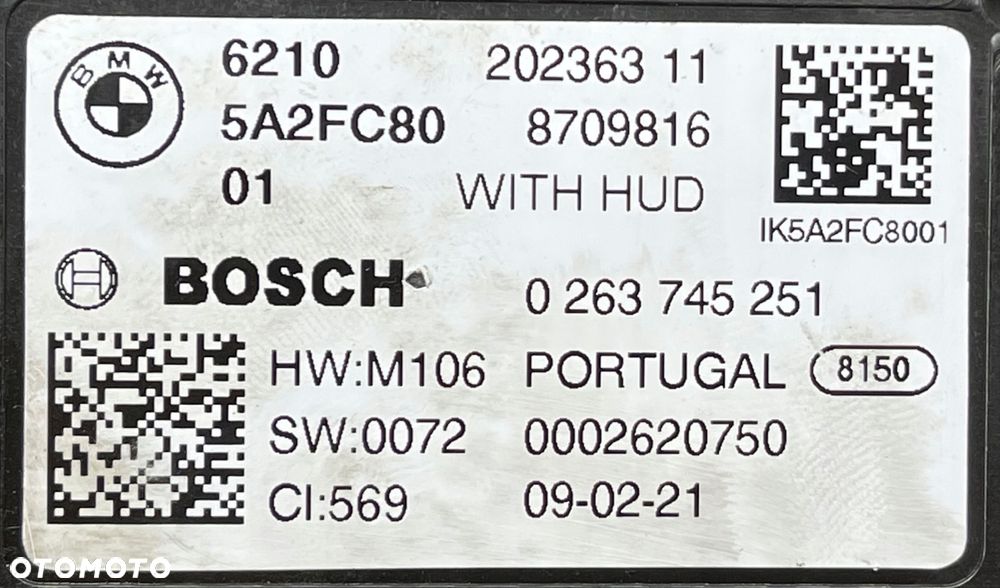 BMW
6210 202363 11
5A2FC80 8709816
01 WITH HUD
IK5A2FC8001
H BOSCH 0 263 745 251
HW:M106 PORTUGAL 8150
SW:0072 0002620750
CI:569 09-02-21
OTOMOTO